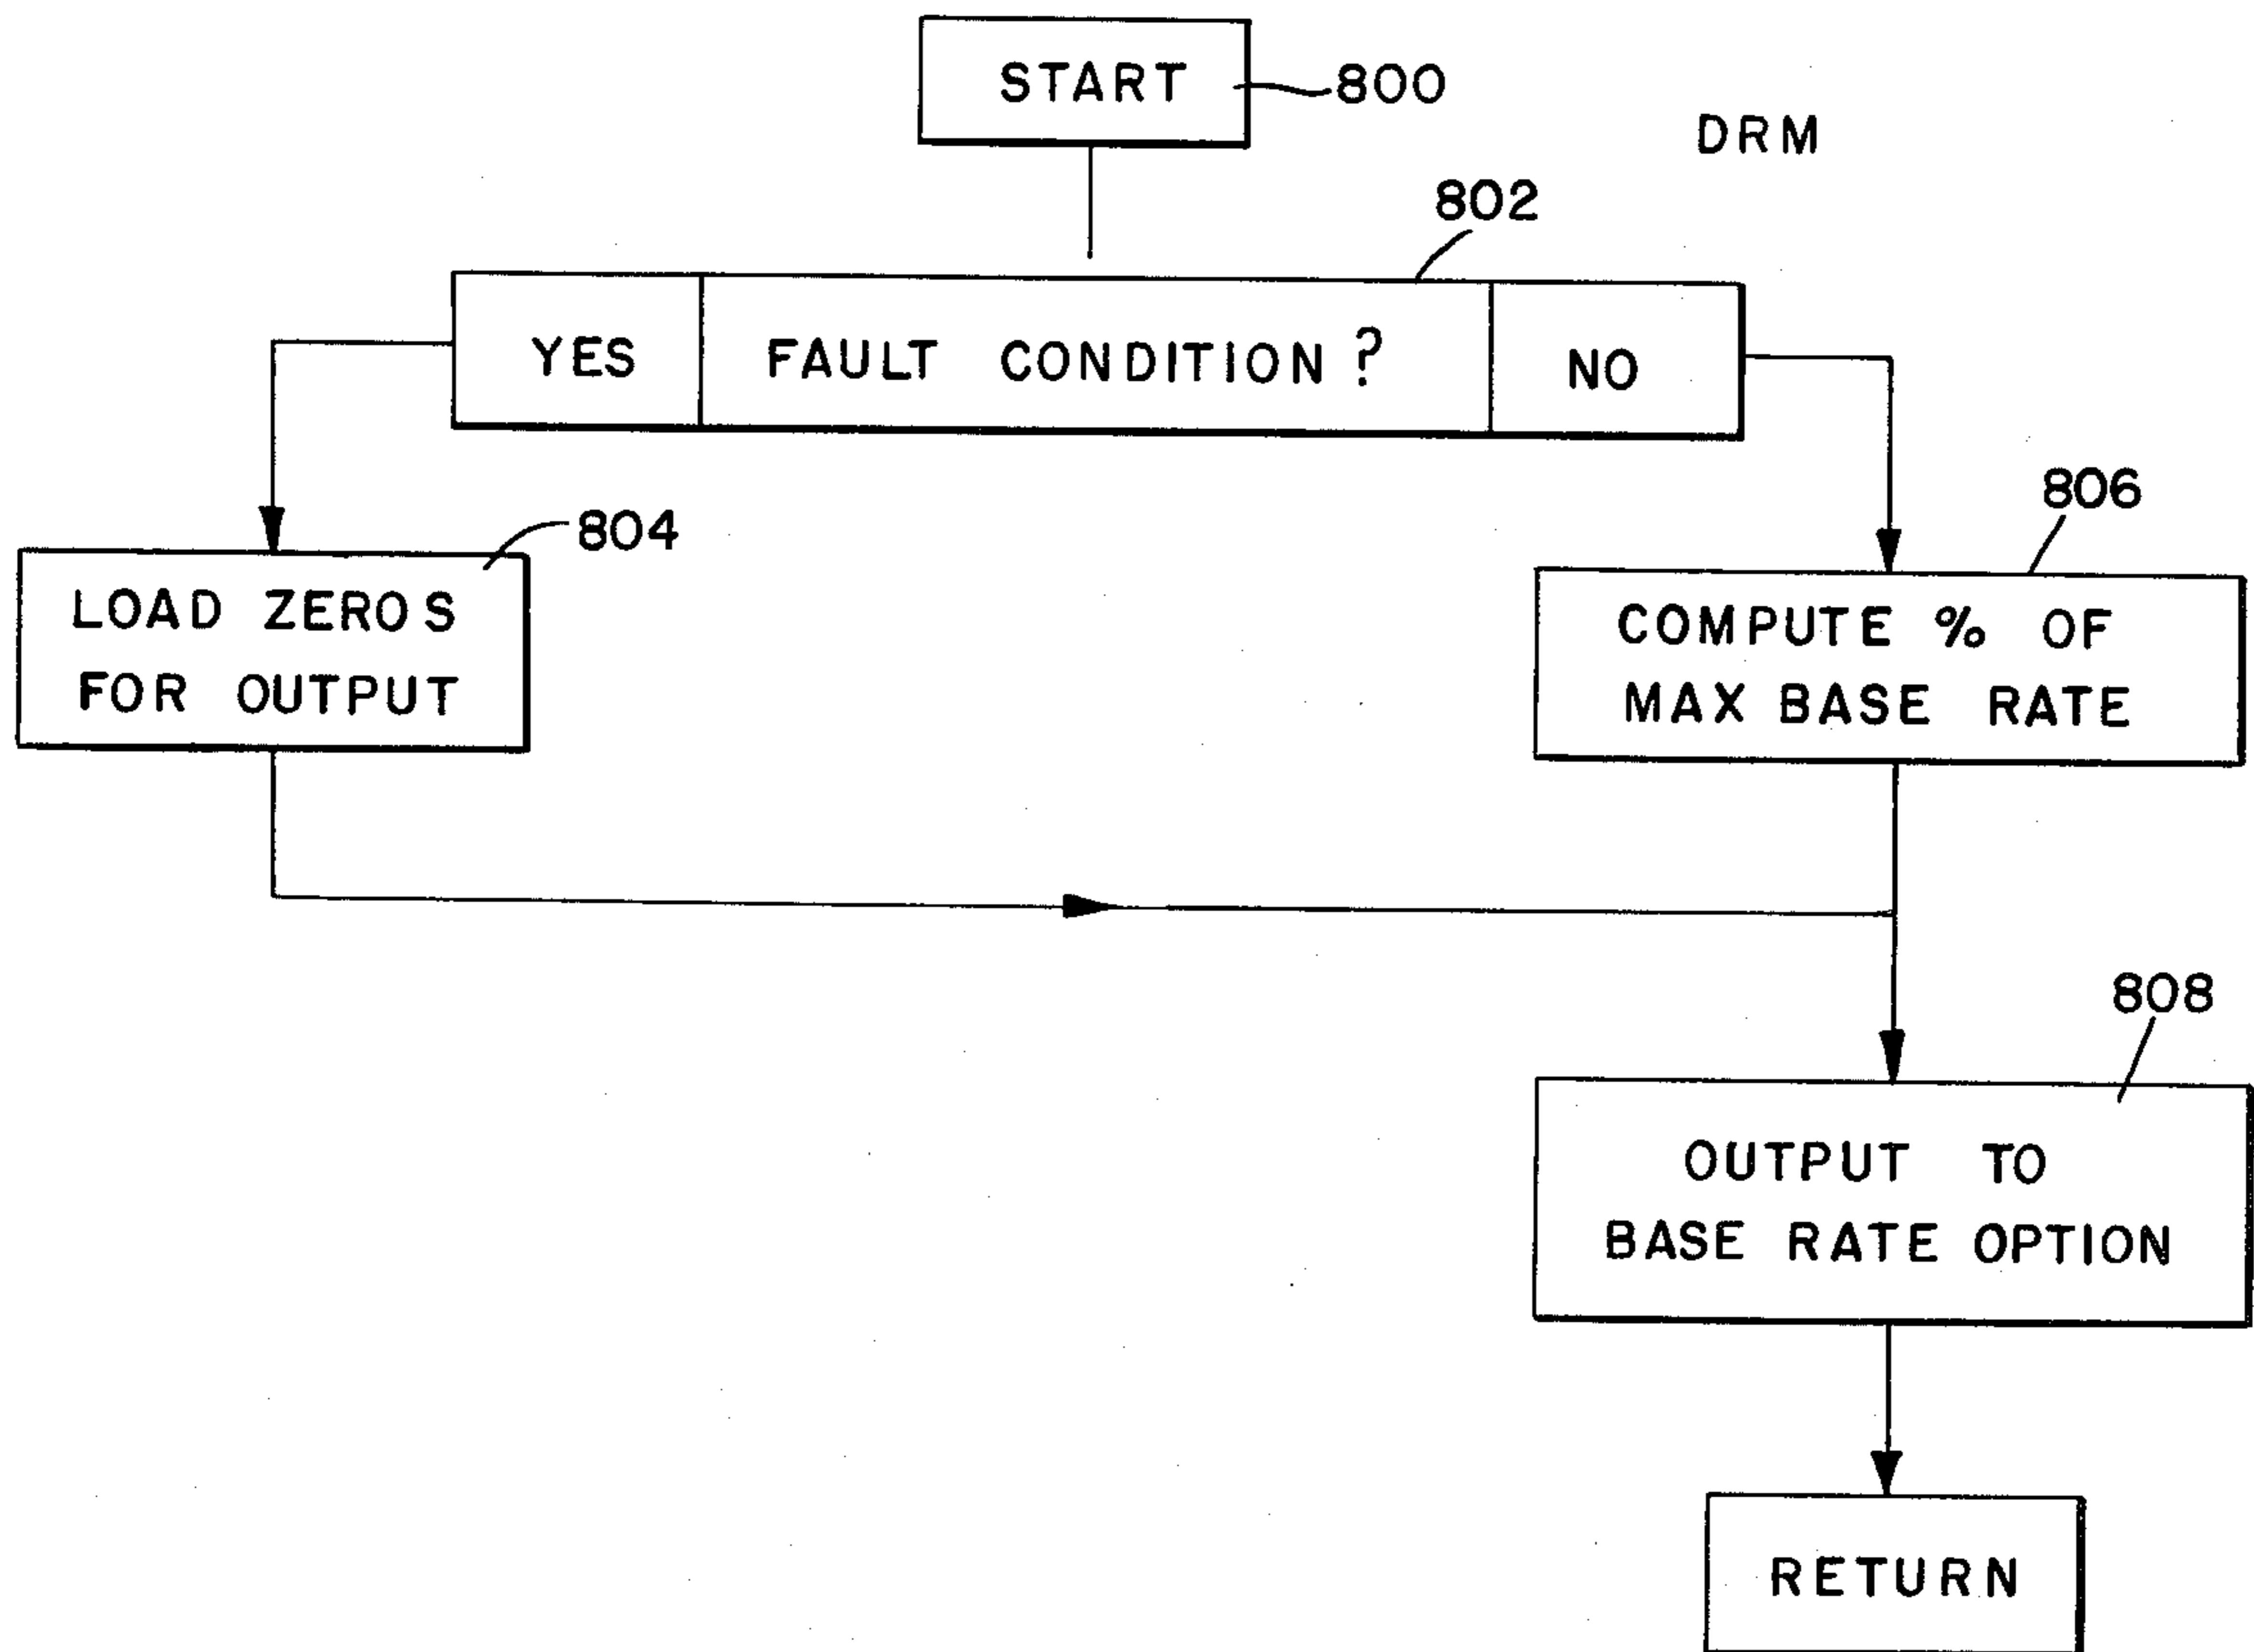 START
800
DRM
802
YES
FAULT CONDITION ?
NO
804
806
LOAD ZEROS
FOR OUTPUT
COMPUTE % OF
MAX BASE RATE
808
OUTPUT TO
BASE RATE OPTION
RETURN